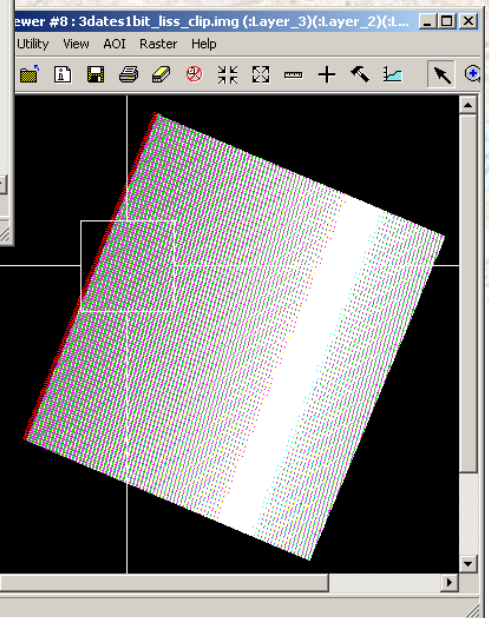 ewer #8 : 3dates1bit_liss_clip.img (:Layer_3)(:Layer_2)(:L...
Utility View AOI Raster Help